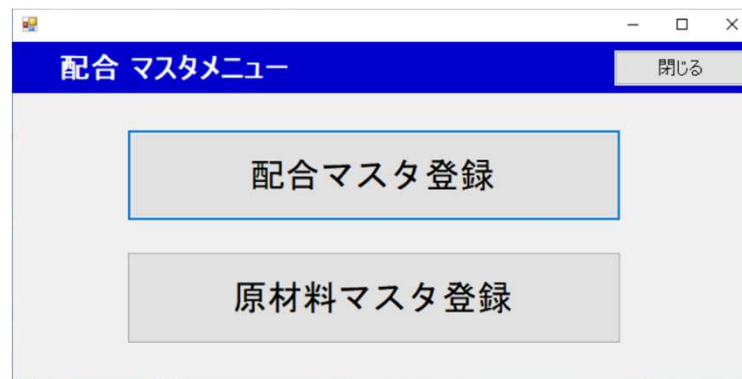 配合 マスタメニュー
閉じる
配合マスタ登録
原材料マスタ登録